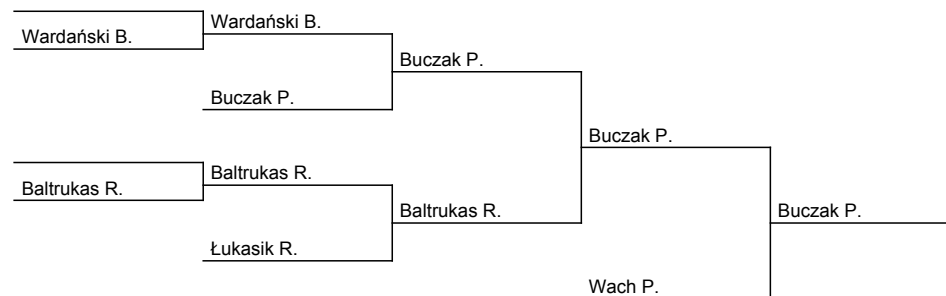 Wardański B.
Wardański B.
Buczak P.
Buczak P.
Buczak P.
Baltrukas R.
Baltrukas R.
Baltrukas R.
Buczak P.
Łukasik R.
Wach P.